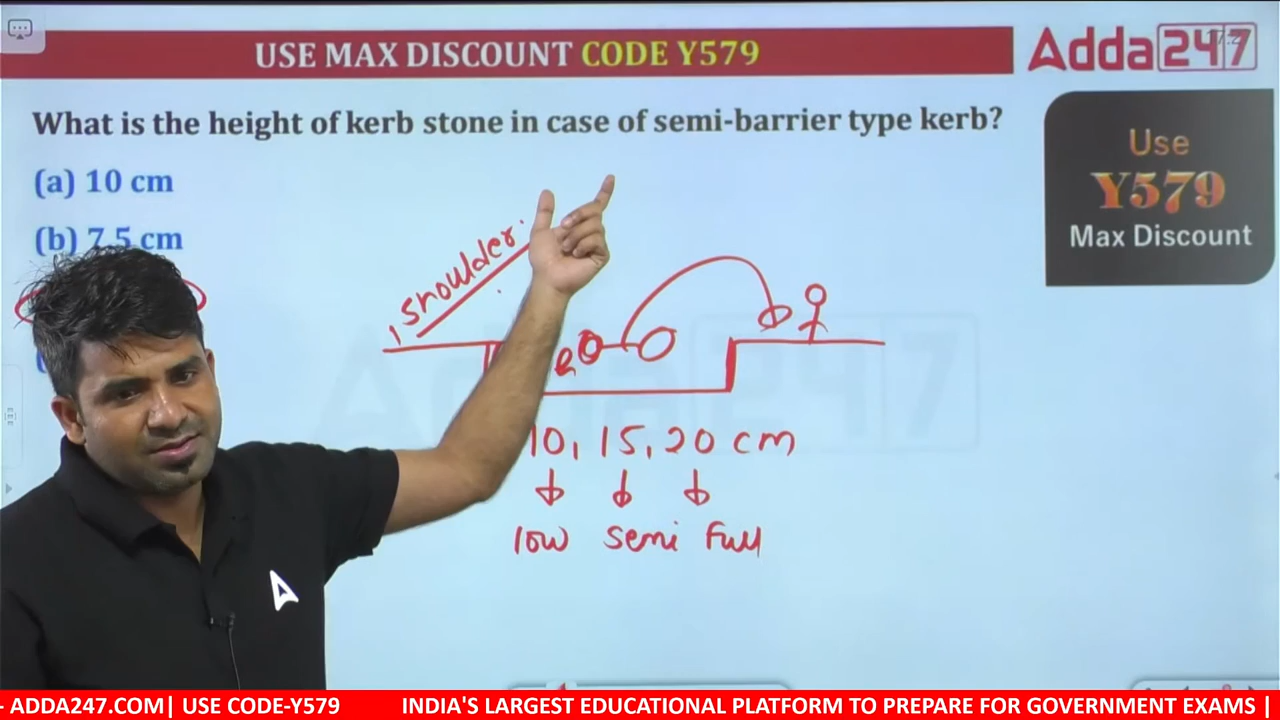 USE MAX DISCOUNT CODE Y579
Adda247
What is the height of kerb stone in case of semi-barrier type kerb?
(a) 10 cm
(b) 7.5 cm
Use
Y579
Max Discount
shoulder
10, 15, 20 cm
low semi Full
- ADDA247.COM| USE CODE-Y579 INDIA'S LARGEST EDUCATIONAL PLATFORM TO PREPARE FOR GOVERNMENT EXAMS |